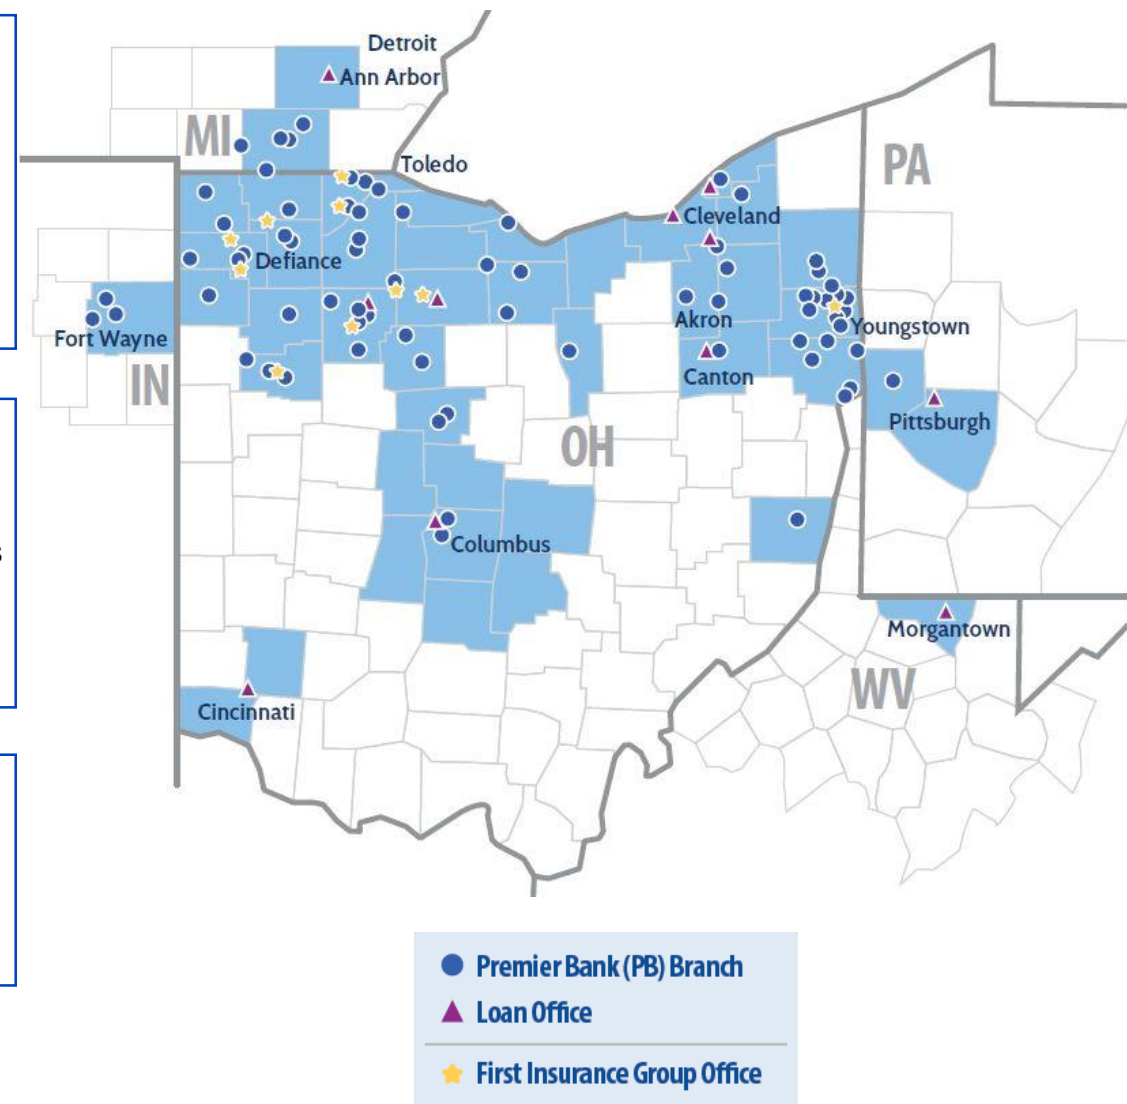 Detroit
Ann Arbor
MI
Toledo
PA
Cleveland
Defiance
Akron
Youngstown
Fort Wayne
IN
Canton
Pittsburgh
OH
s
Columbus
Morgantown
WV
Cincinnati
Premier Bank (PB) Branch
Loan Office
First Insurance Group Office